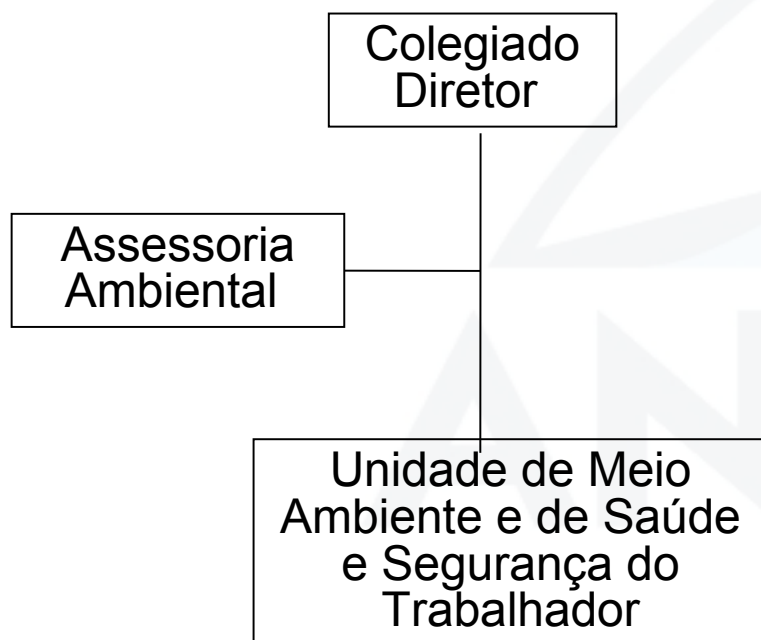 Colegiado
Diretor
Assessoria
Ambiental
Unidade de Meio
Ambiente e de Saúde
e Segurança do
Trabalhador